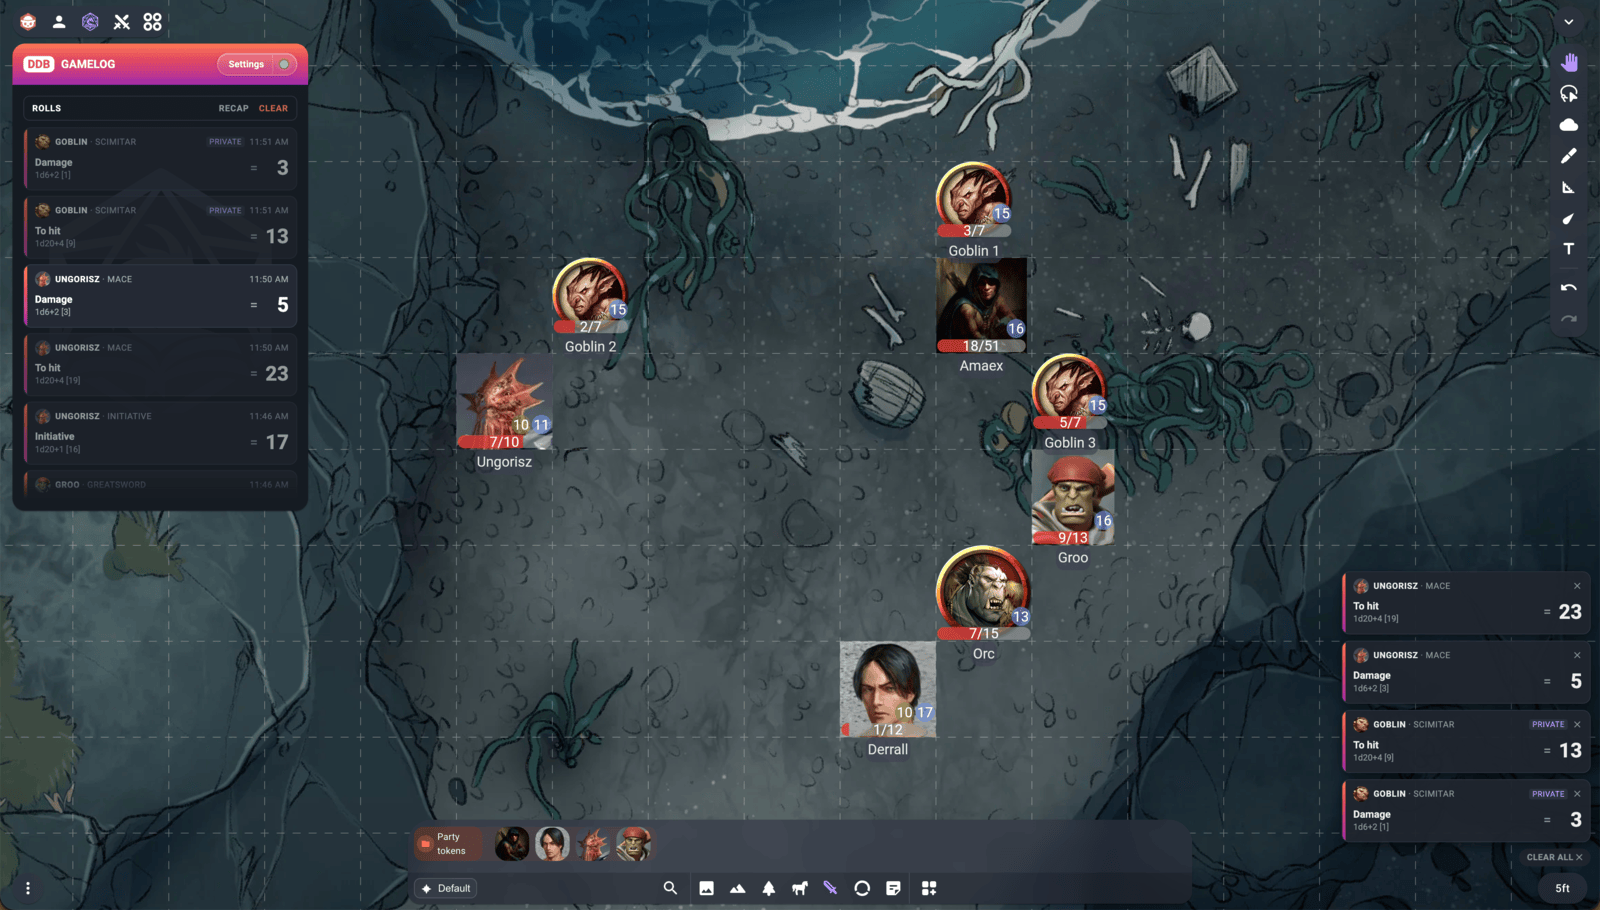 DDB GAMELOG
Settings
ROLLS RECAP CLEAR
GOBLIN · SCIMITAR PRIVATE 11:51 AM
Damage
1d6+2 [1] = 3
GOBLIN · SCIMITAR PRIVATE 11:51 AM
To hit
1d20+4 [9] = 13
UNGORISZ · MACE 11:50 AM
Damage
1d6+2 [3] = 5
UNGORISZ · MACE 11:50 AM
To hit
1d20+4 [19] = 23
UNGORISZ · INITIATIVE 11:46 AM
Initiative
1d20+1 [16] = 17
GROO · GREATSWORD 11:46 AM
15
3/7
Goblin 1
15
2/7
Goblin 2
16
18/51
Amaex
10 11
7/10
Ungorisz
15
5/7
Goblin 3
16
9/13
Groo
13
7/15
Orc
10 17
1/12
Derrall
UNGORISZ · MACE
To hit
1d20+4 [19] = 23
UNGORISZ · MACE
Damage
1d6+2 [3] = 5
GOBLIN · SCIMITAR PRIVATE
To hit
1d20+4 [9] = 13
GOBLIN · SCIMITAR PRIVATE
Damage
1d6+2 [1] = 3
CLEAR ALL
5ft
Party
tokens
Default